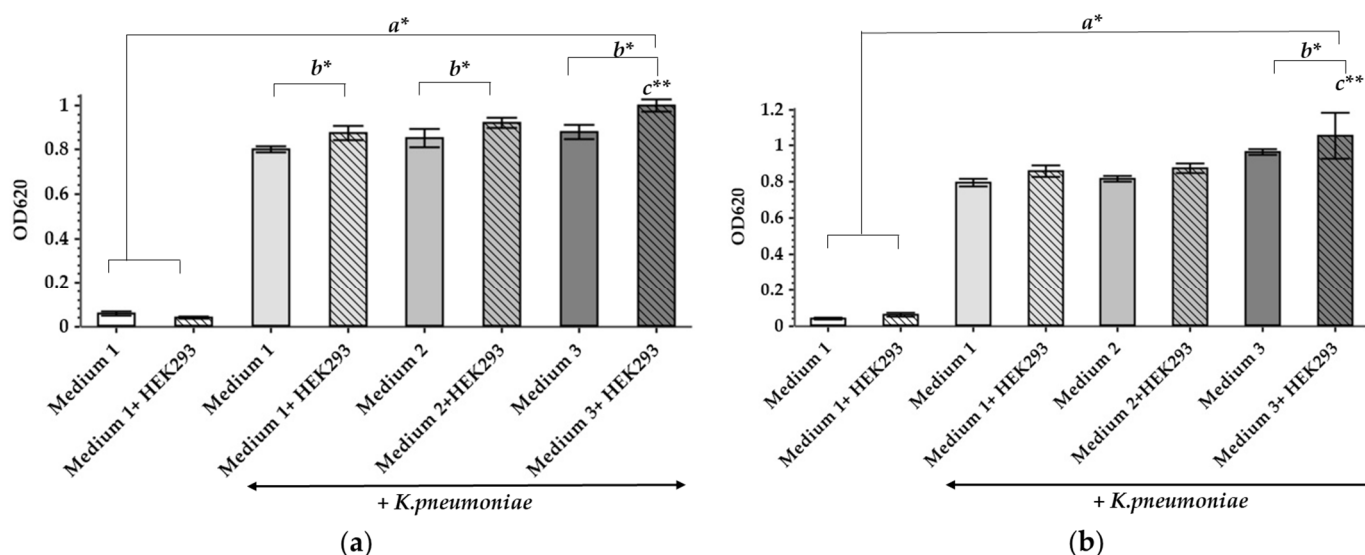 a*
b*
b*
b*
c**
1
0.8
0.6
0.4
0.2
0
OD620
Medium 1
Medium 1+ HEK293
Medium 1
Medium 1+ HEK293
Medium 2
Medium 2+HEK293
Medium 3
Medium 3+ HEK293
+ K.pneumoniae
(a)
a*
b*
c**
1.2
1
0.8
0.6
0.4
0.2
0
OD620
Medium 1
Medium 1+ HEK293
Medium 1
Medium 1+ HEK293
Medium 2
Medium 2+HEK293
Medium 3
Medium 3+ HEK293
+ K.pneumoniae
(b)